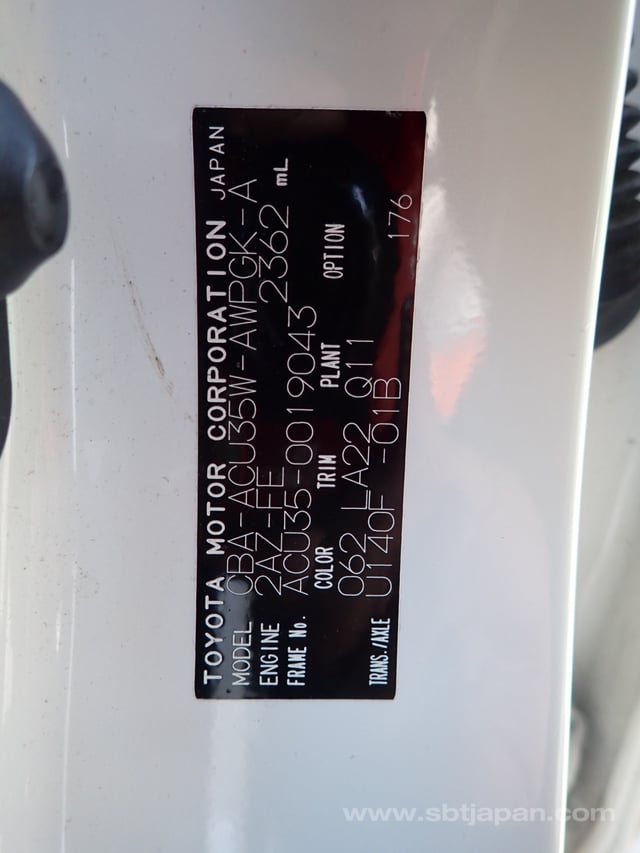 TOYOTA MOTOR CORPORATION JAPAN
MODEL CBA-ACU35W-AWPGK-A
ENGINE 2AZ-FE 2362 mL
FRAME No. ACU35-0019043
COLOR TRIM PLANT OPTION
062 LA22 Q11 176
TRANS./AXLE U140F -01B
www.sbtjapan.com